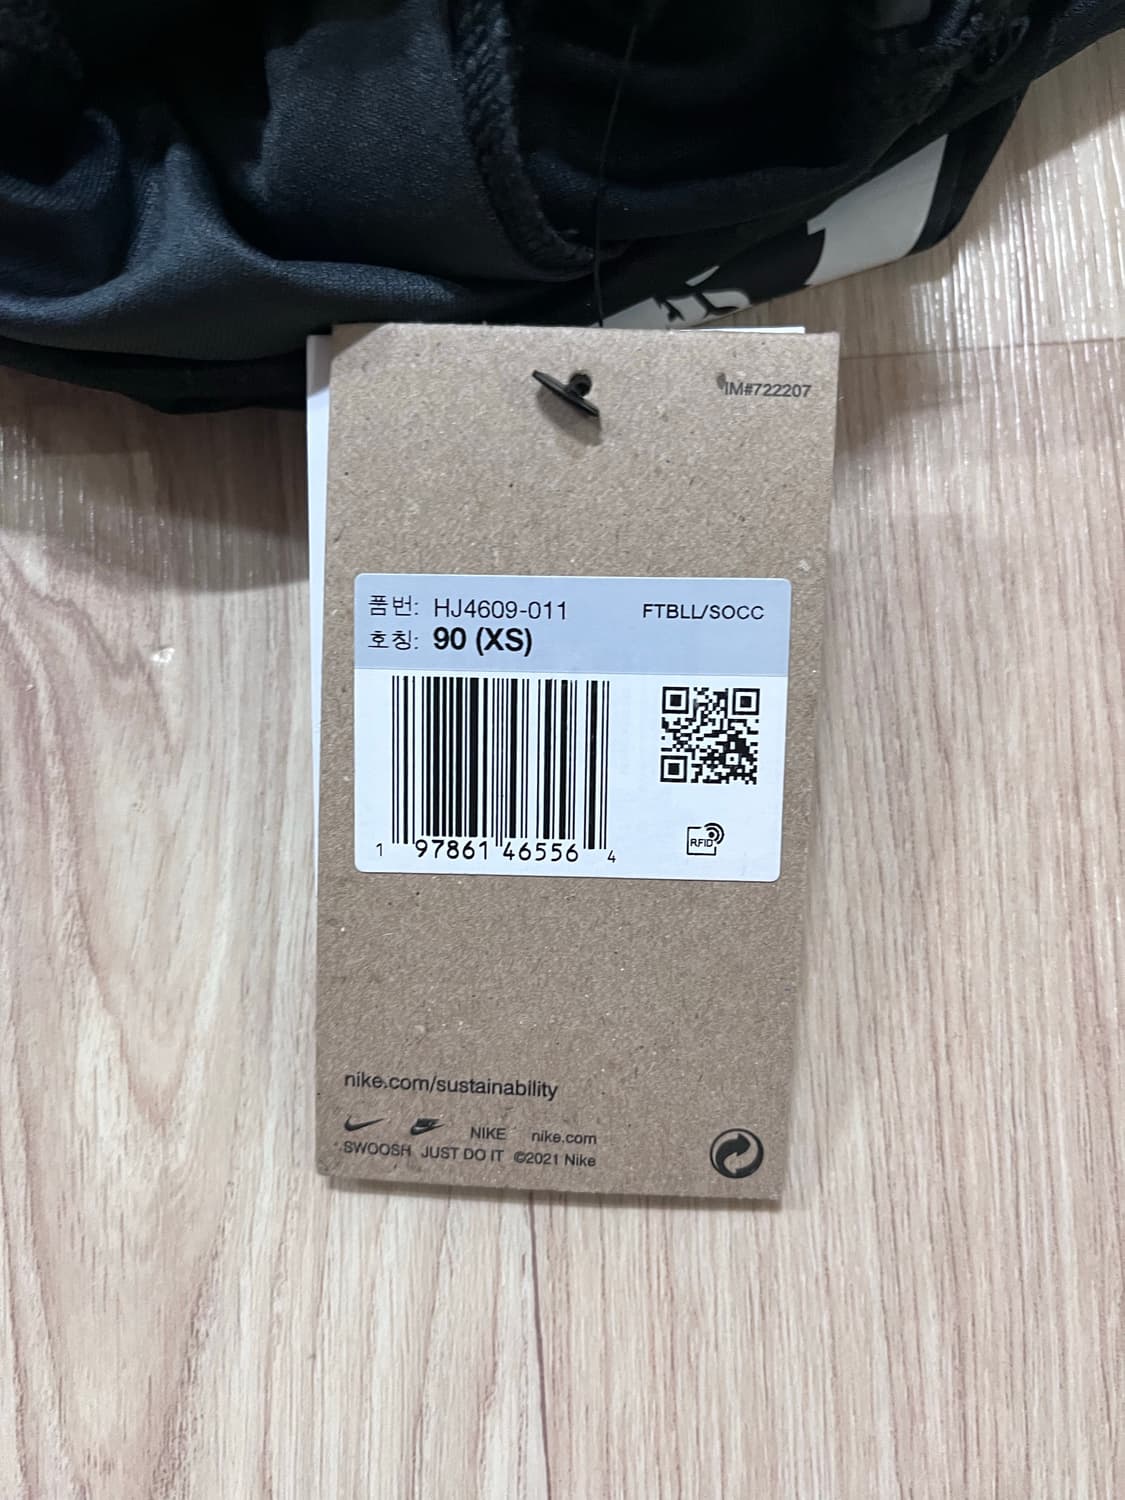 IM#722207
품번: HJ4609-011 FTBLL/SOCC
호칭: 90 (XS)
1 97861 46556 4
RFID
nike.com/sustainability
NIKE nike.com
SWOOSH JUST DO IT ©2021 Nike